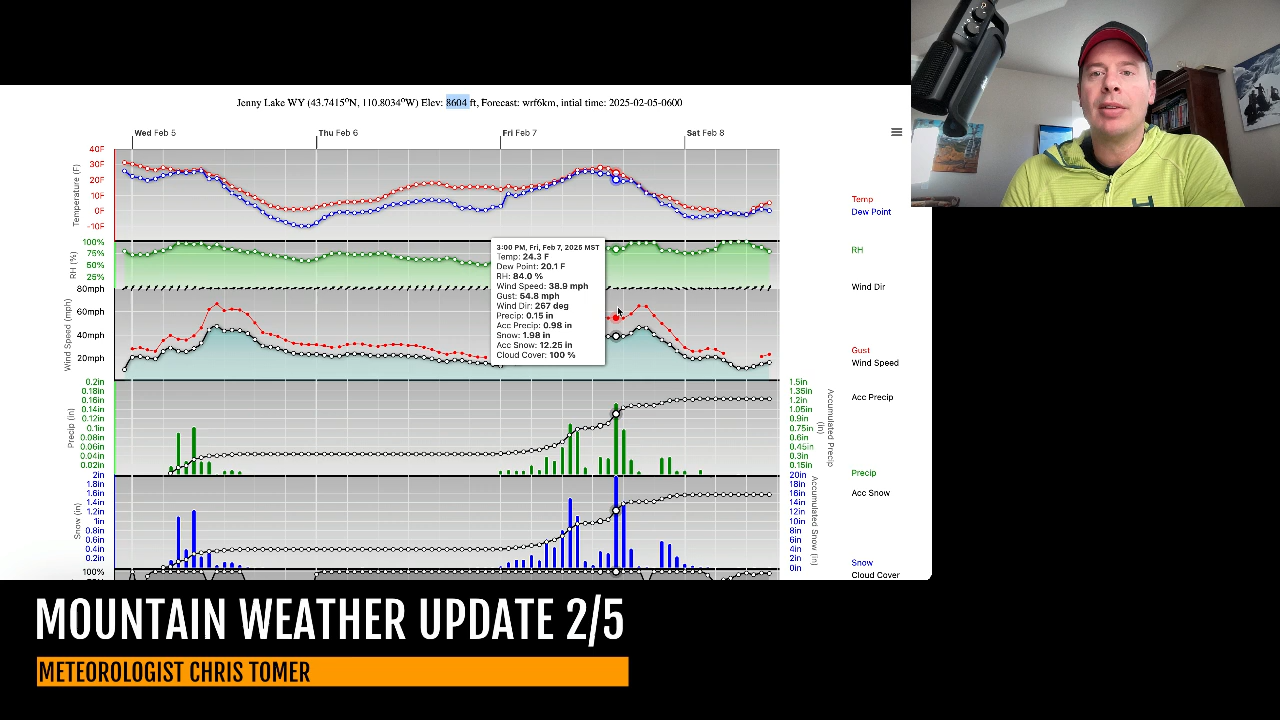 Jenny Lake WY (43.7415°N, 110.8034°W) Elev: 8604 ft, Forecast: wrf6km, intial time: 2025-02-05-0600
Wed Feb 5
Thu Feb 6
Fri Feb 7
Sat Feb 8
Temperature (F)
40F
30F
20F
10F
0F
-10F
Temp
Dew Point
RH (%)
100%
75%
50%
25%
RH
Wind Dir
Wind Speed (mph)
80mph
60mph
40mph
20mph
Gust
Wind Speed
3:00 PM, Fri, Feb 7, 2025 MST
Temp: 24.3 F
Dew Point: 20.1 F
RH: 84.0 %
Wind Speed: 38.9 mph
Gust: 54.8 mph
Wind Dir: 267 deg
Precip: 0.15 in
Acc Precip: 0.98 in
Snow: 1.98 in
Acc Snow: 12.25 in
Cloud Cover: 100 %
Precip (in)
0.2in
0.18in
0.16in
0.14in
0.12in
0.1in
0.08in
0.06in
0.04in
0.02in
1.5in
1.35in
1.2in
1.05in
0.9in
0.75in
0.6in
0.45in
0.3in
0.15in
Accumulated Precip (in)
Acc Precip
Precip
Snow (in)
2in
1.8in
1.6in
1.4in
1.2in
1in
0.8in
0.6in
0.4in
0.2in
20in
18in
16in
14in
12in
10in
8in
6in
4in
2in
0in
Accumulated Snow (in)
Acc Snow
Snow
100%
Cloud Cover
MOUNTAIN WEATHER UPDATE 2/5
METEOROLOGIST CHRIS TOMER